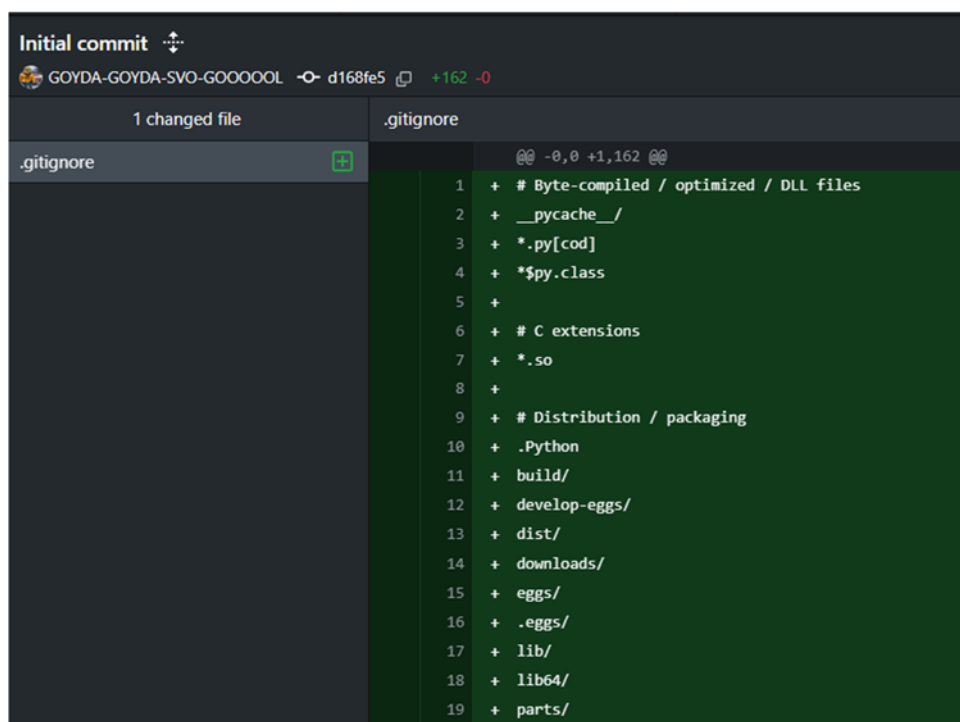 Initial commit
GOYDA-GOYDA-SVO-GOOOOOL d168fe5 +162 -0
1 changed file
.gitignore
.gitignore
@@ -0,0 +1,162 @@
1 + # Byte-compiled / optimized / DLL files
2 + __pycache__/
3 + *.py[cod]
4 + *$py.class
5 +
6 + # C extensions
7 + *.so
8 +
9 + # Distribution / packaging
10 + .Python
11 + build/
12 + develop-eggs/
13 + dist/
14 + downloads/
15 + eggs/
16 + .eggs/
17 + lib/
18 + lib64/
19 + parts/